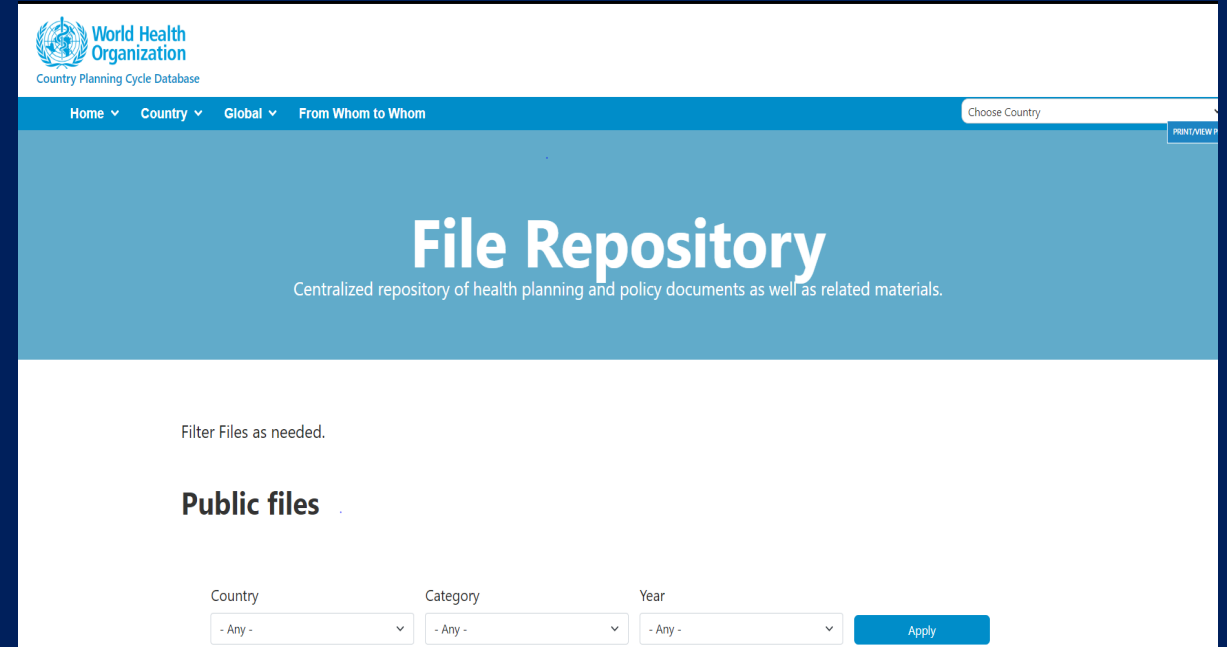 World Health
Organization
Country Planning Cycle Database
Home Country Global From Whom to Whom Choose Country
PRINT/VIEW P
File Repository
Centralized repository of health planning and policy documents as well as related materials.
Filter Files as needed.
Public files
Country Category Year
- Any - - Any - - Any - Apply